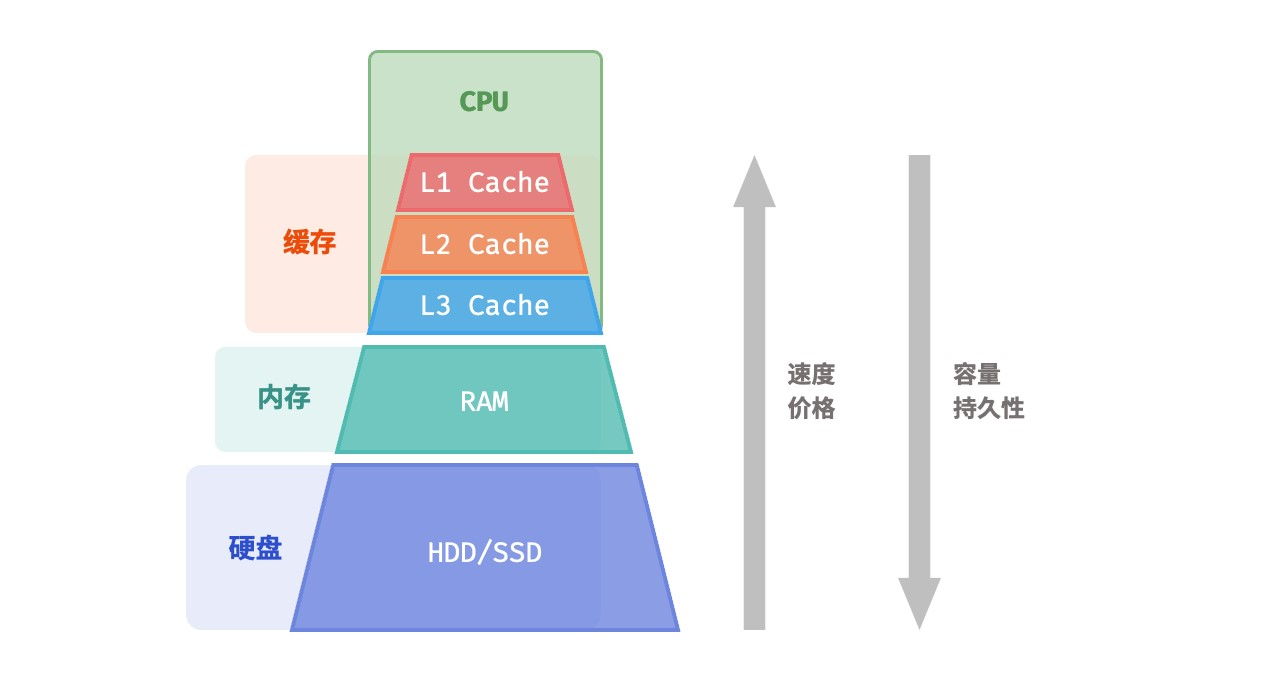 CPU
L1 Cache
缓存
L2 Cache
L3 Cache
速度
价格
容量
持久性
内存
RAM
硬盘
HDD/SSD